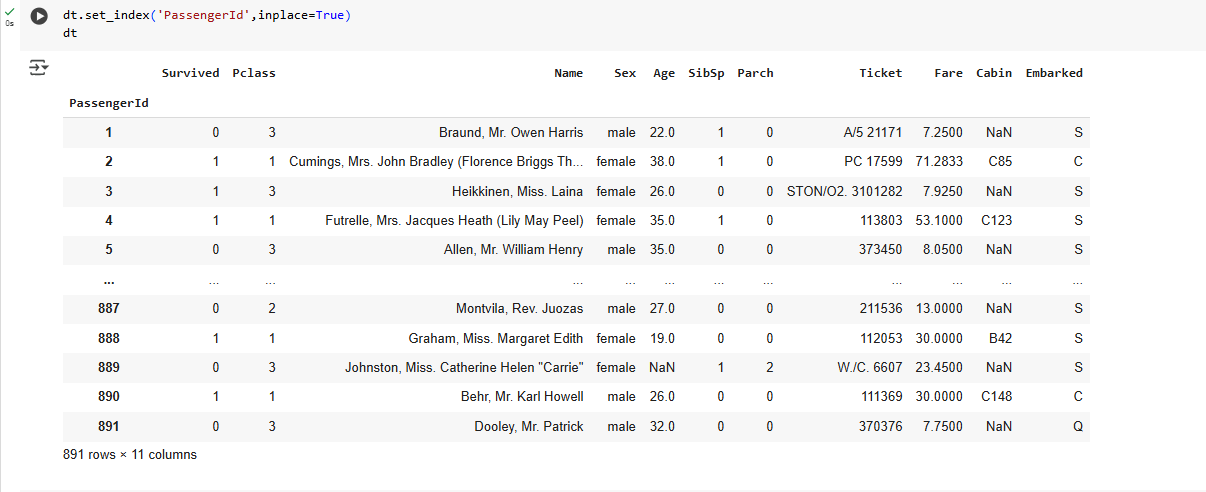 dt.set_index('PassengerId',inplace=True)
0s
dt
Survived Pclass Name Sex Age SibSp Parch Ticket Fare Cabin Embarked
PassengerId
1 0 3 Braund, Mr. Owen Harris male 22.0 1 0 A/5 21171 7.2500 NaN S
2 1 1 Cumings, Mrs. John Bradley (Florence Briggs Th... female 38.0 1 0 PC 17599 71.2833 C85 C
3 1 3 Heikkinen, Miss. Laina female 26.0 0 0 STON/O2. 3101282 7.9250 NaN S
4 1 1 Futrelle, Mrs. Jacques Heath (Lily May Peel) female 35.0 1 0 113803 53.1000 C123 S
5 0 3 Allen, Mr. William Henry male 35.0 0 0 373450 8.0500 NaN S
... ... ... ... ... ... ... ... ... ... ... ...
887 0 2 Montvila, Rev. Juozas male 27.0 0 0 211536 13.0000 NaN S
888 1 1 Graham, Miss. Margaret Edith female 19.0 0 0 112053 30.0000 B42 S
889 0 3 Johnston, Miss. Catherine Helen "Carrie" female NaN 1 2 W./C. 6607 23.4500 NaN S
890 1 1 Behr, Mr. Karl Howell male 26.0 0 0 111369 30.0000 C148 C
891 0 3 Dooley, Mr. Patrick male 32.0 0 0 370376 7.7500 NaN Q
891 rows × 11 columns